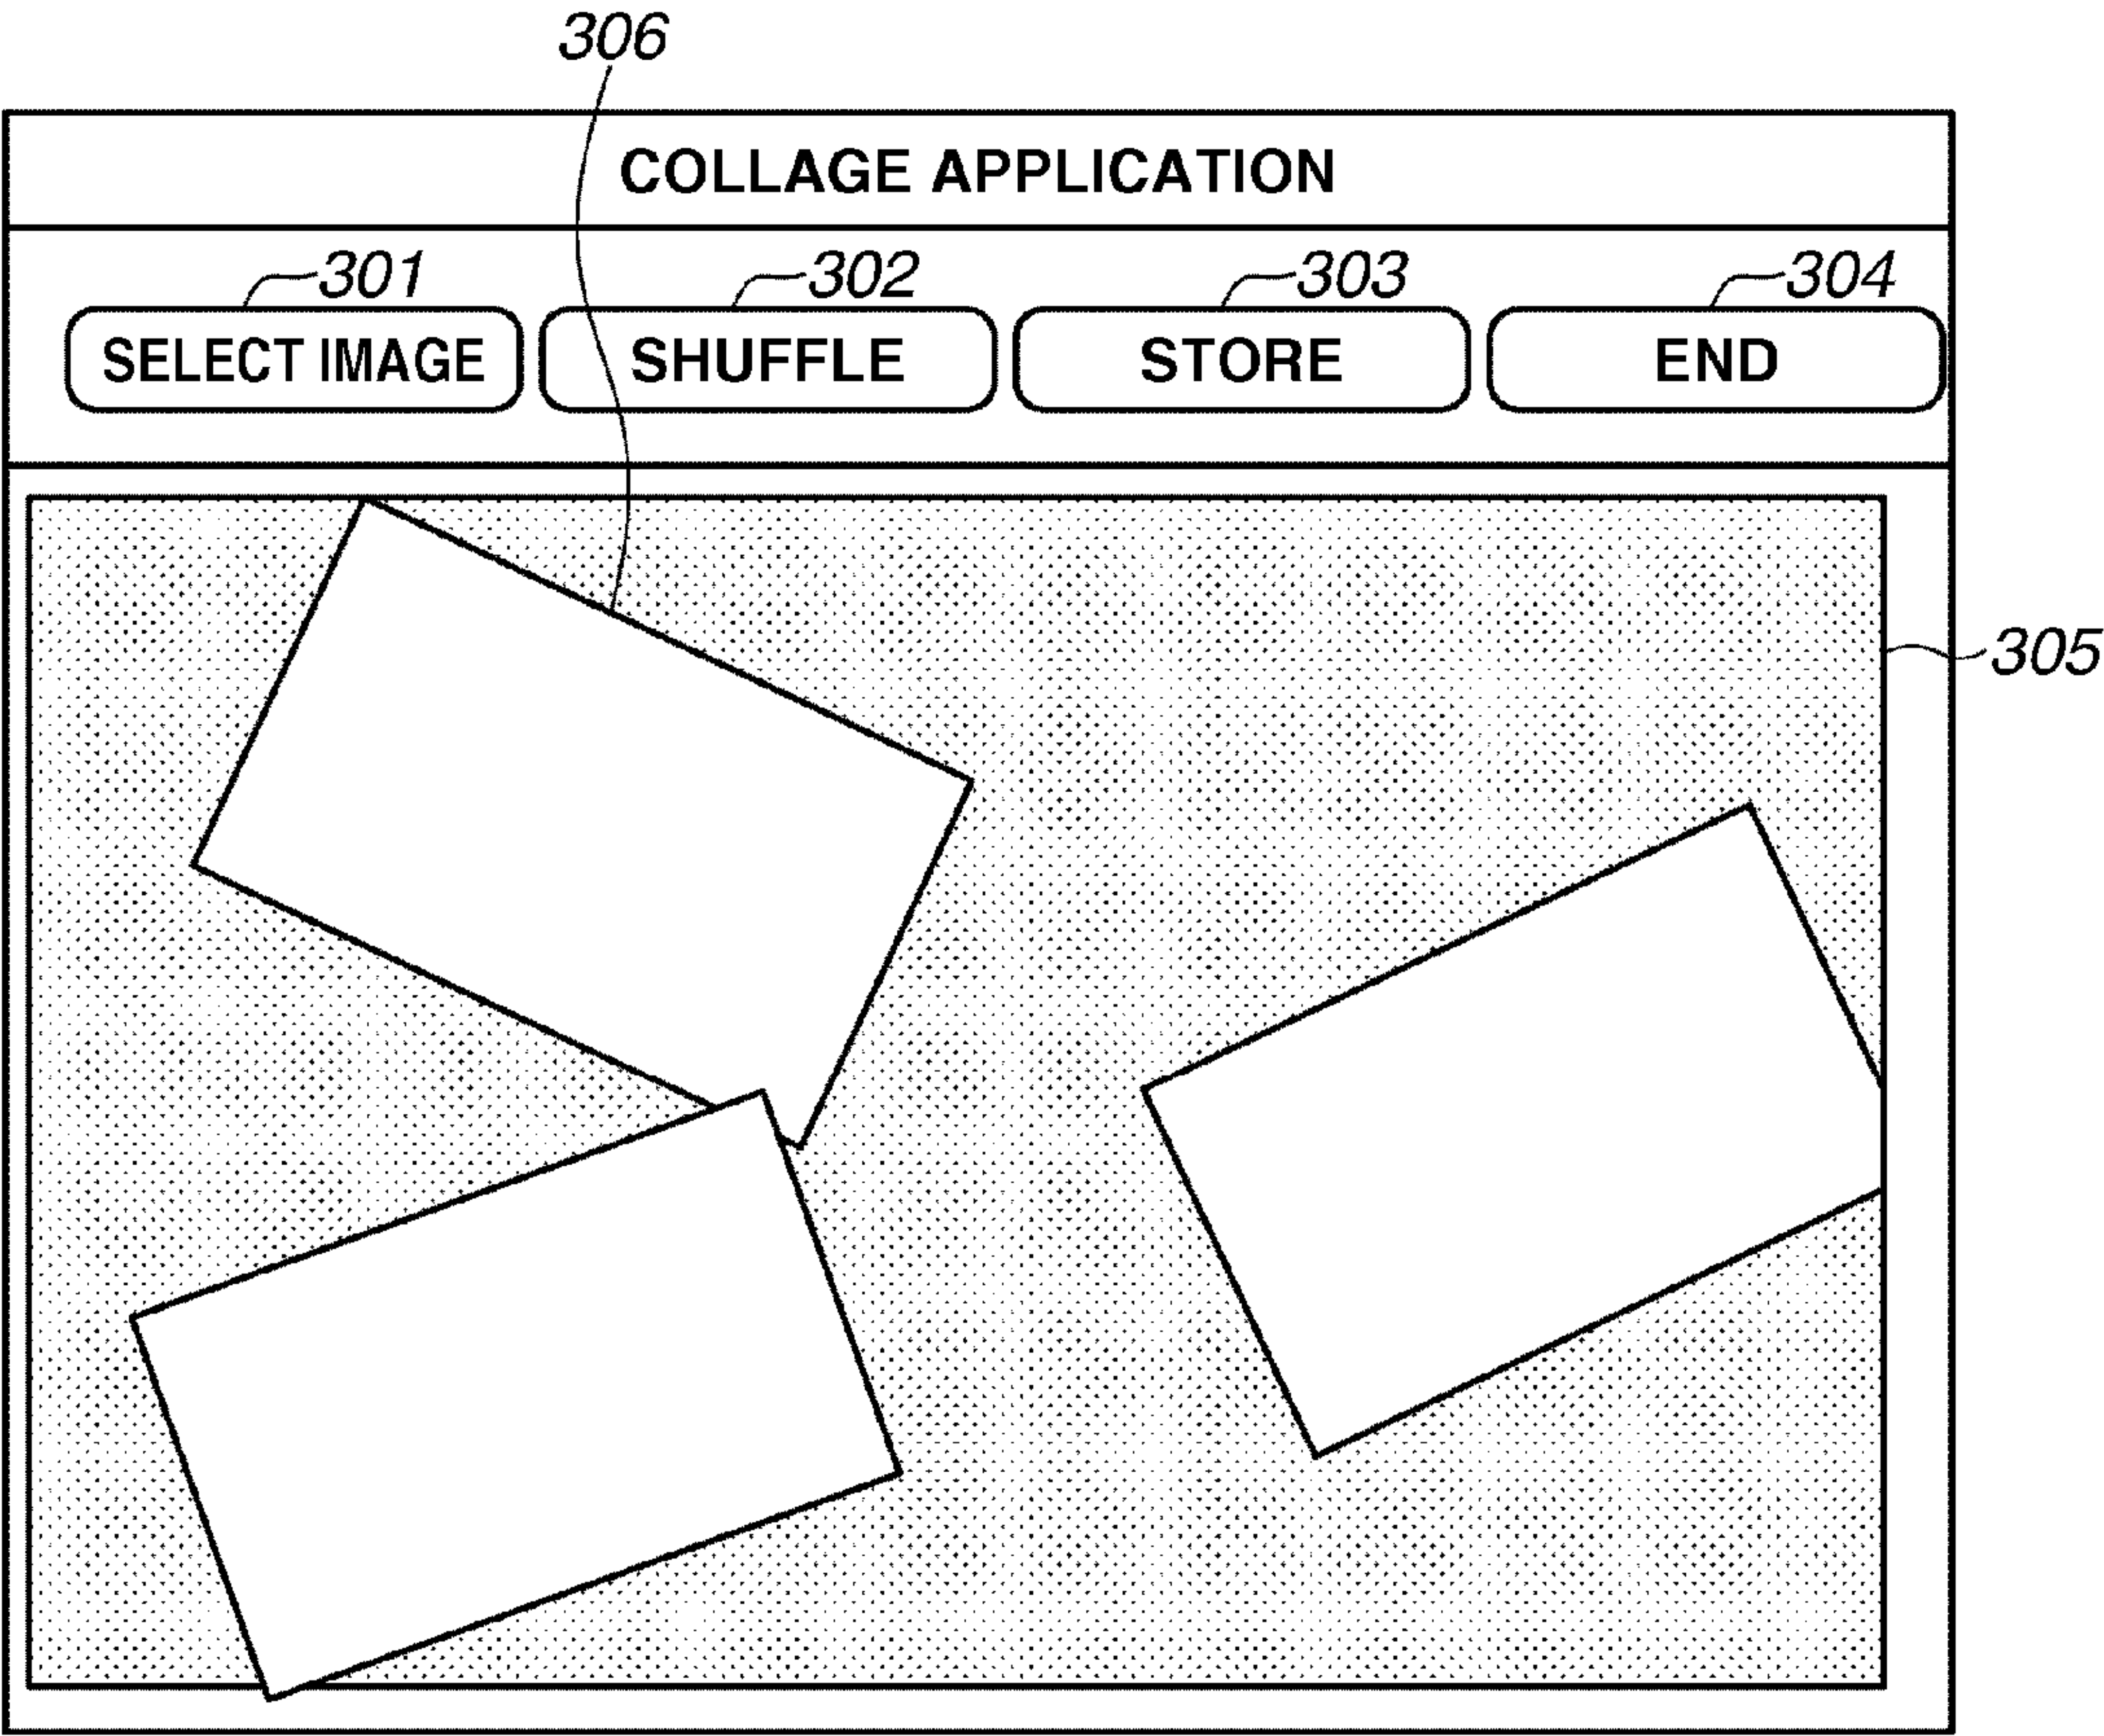 306
COLLAGE APPLICATION
301 302 303 304
SELECT IMAGE SHUFFLE STORE END
305